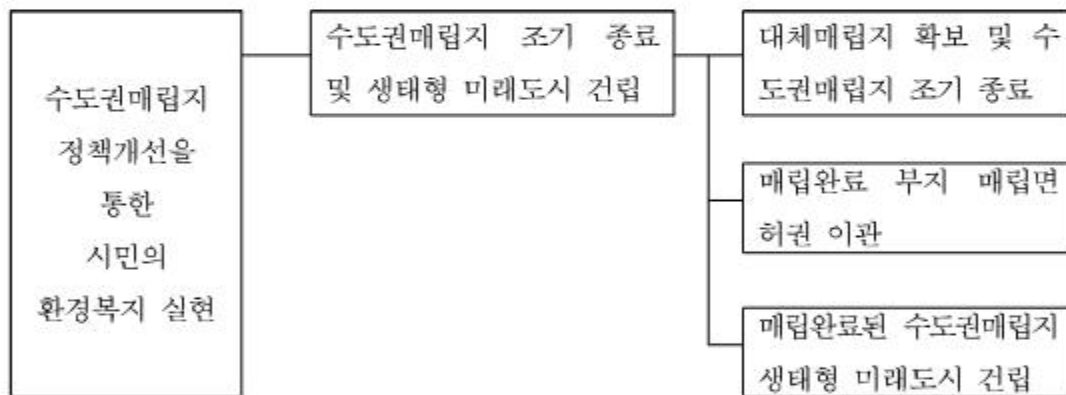 수도권매립지
정책개선을
통한
시민의
환경복지 실현
수도권매립지 조기 종료
및 생태형 미래도시 건립
대체매립지 확보 및 수
도권매립지 조기 종료
매립완료 부지 매립면
허권 이관
매립완료된 수도권매립지
생태형 미래도시 건립